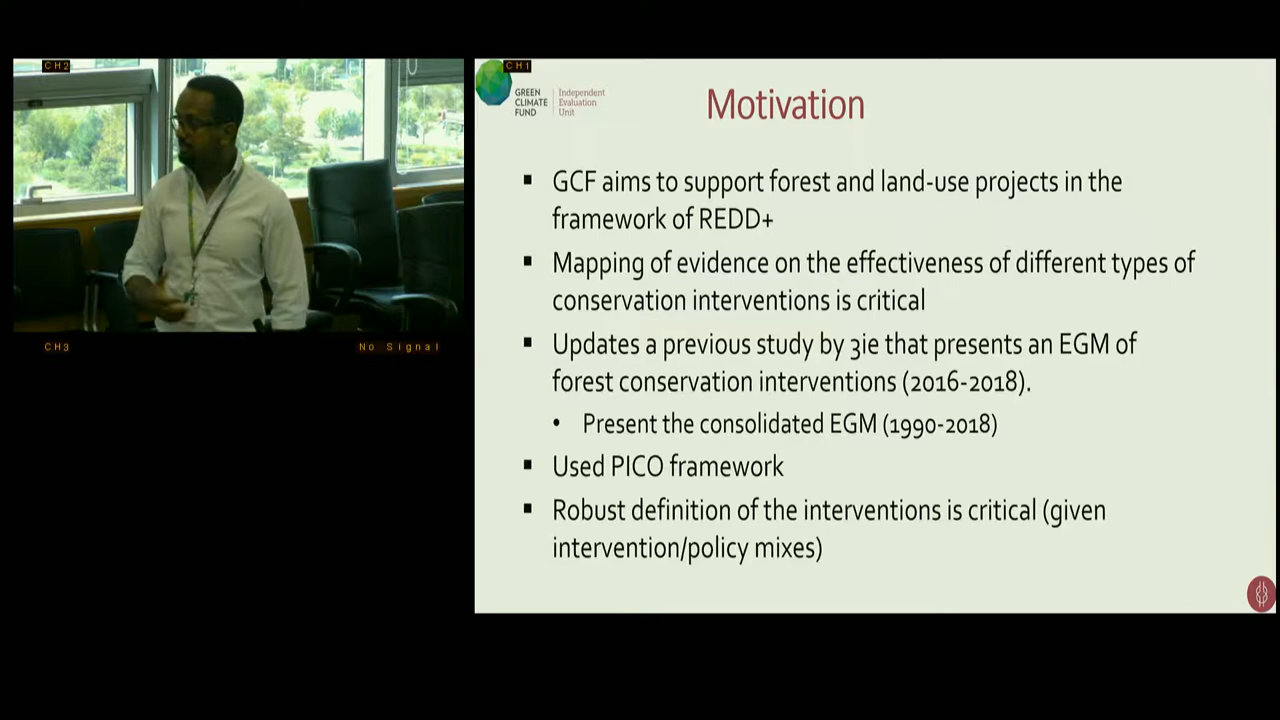 CH2
CH3
No Signal
CH1
GREEN
CLIMATE
FUND
Independent
Evaluation
Unit
Motivation
▪ GCF aims to support forest and land-use projects in the
framework of REDD+
▪ Mapping of evidence on the effectiveness of different types of
conservation interventions is critical
▪ Updates a previous study by 3ie that presents an EGM of
forest conservation interventions (2016-2018).
• Present the consolidated EGM (1990-2018)
▪ Used PICO framework
▪ Robust definition of the interventions is critical (given
intervention/policy mixes)